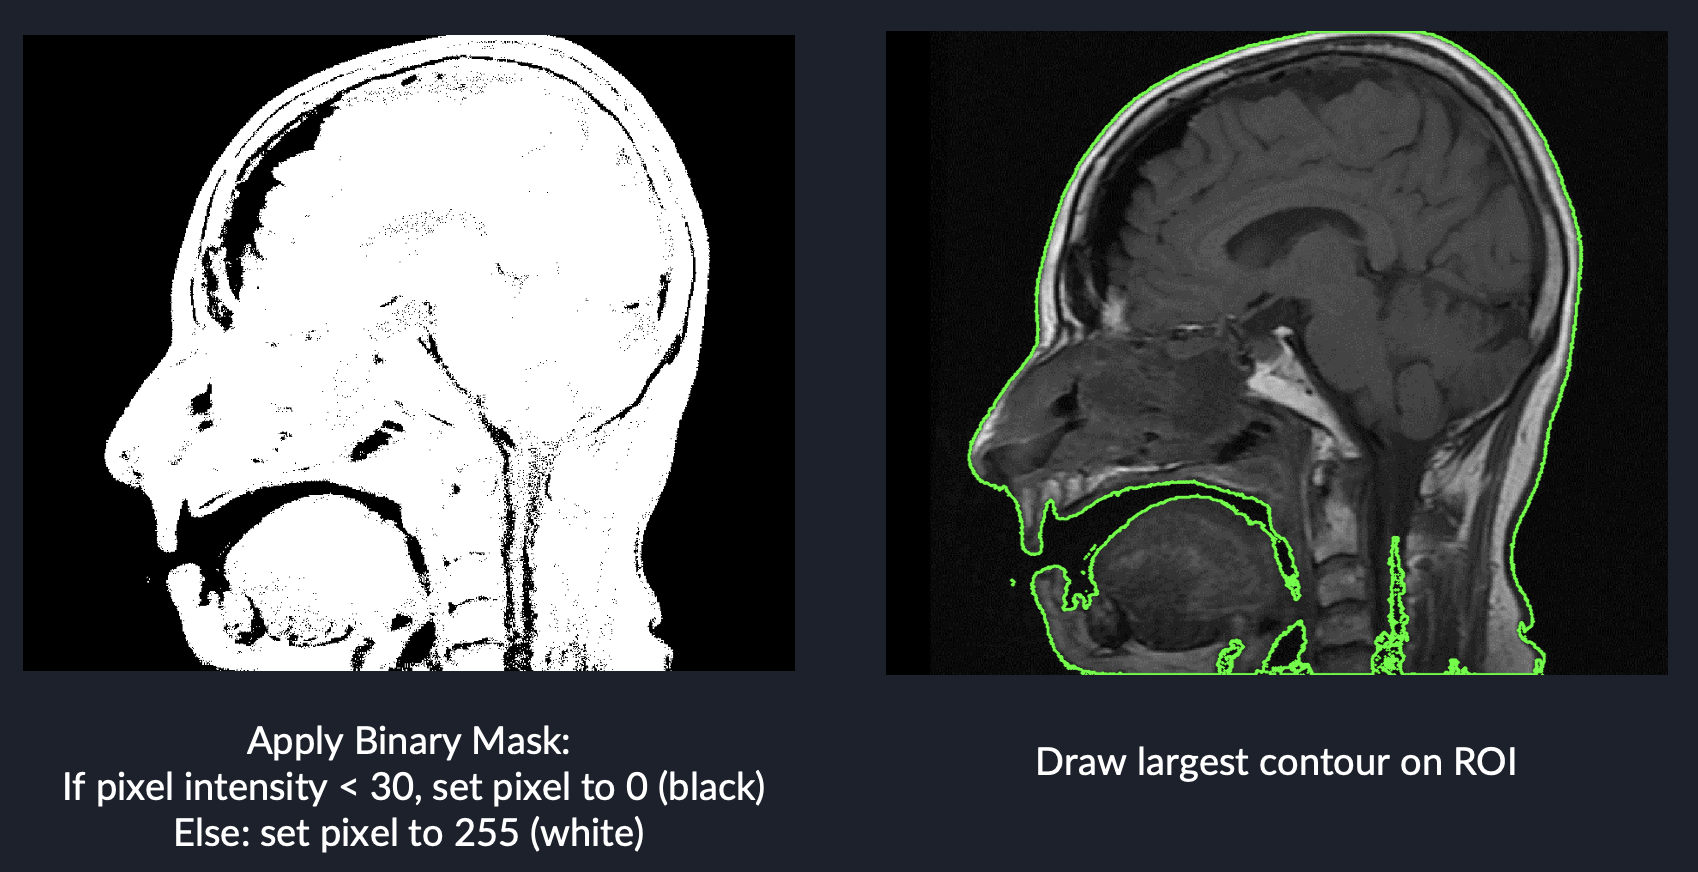 Apply Binary Mask:
If pixel intensity < 30, set pixel to 0 (black)
Else: set pixel to 255 (white)
Draw largest contour on ROI